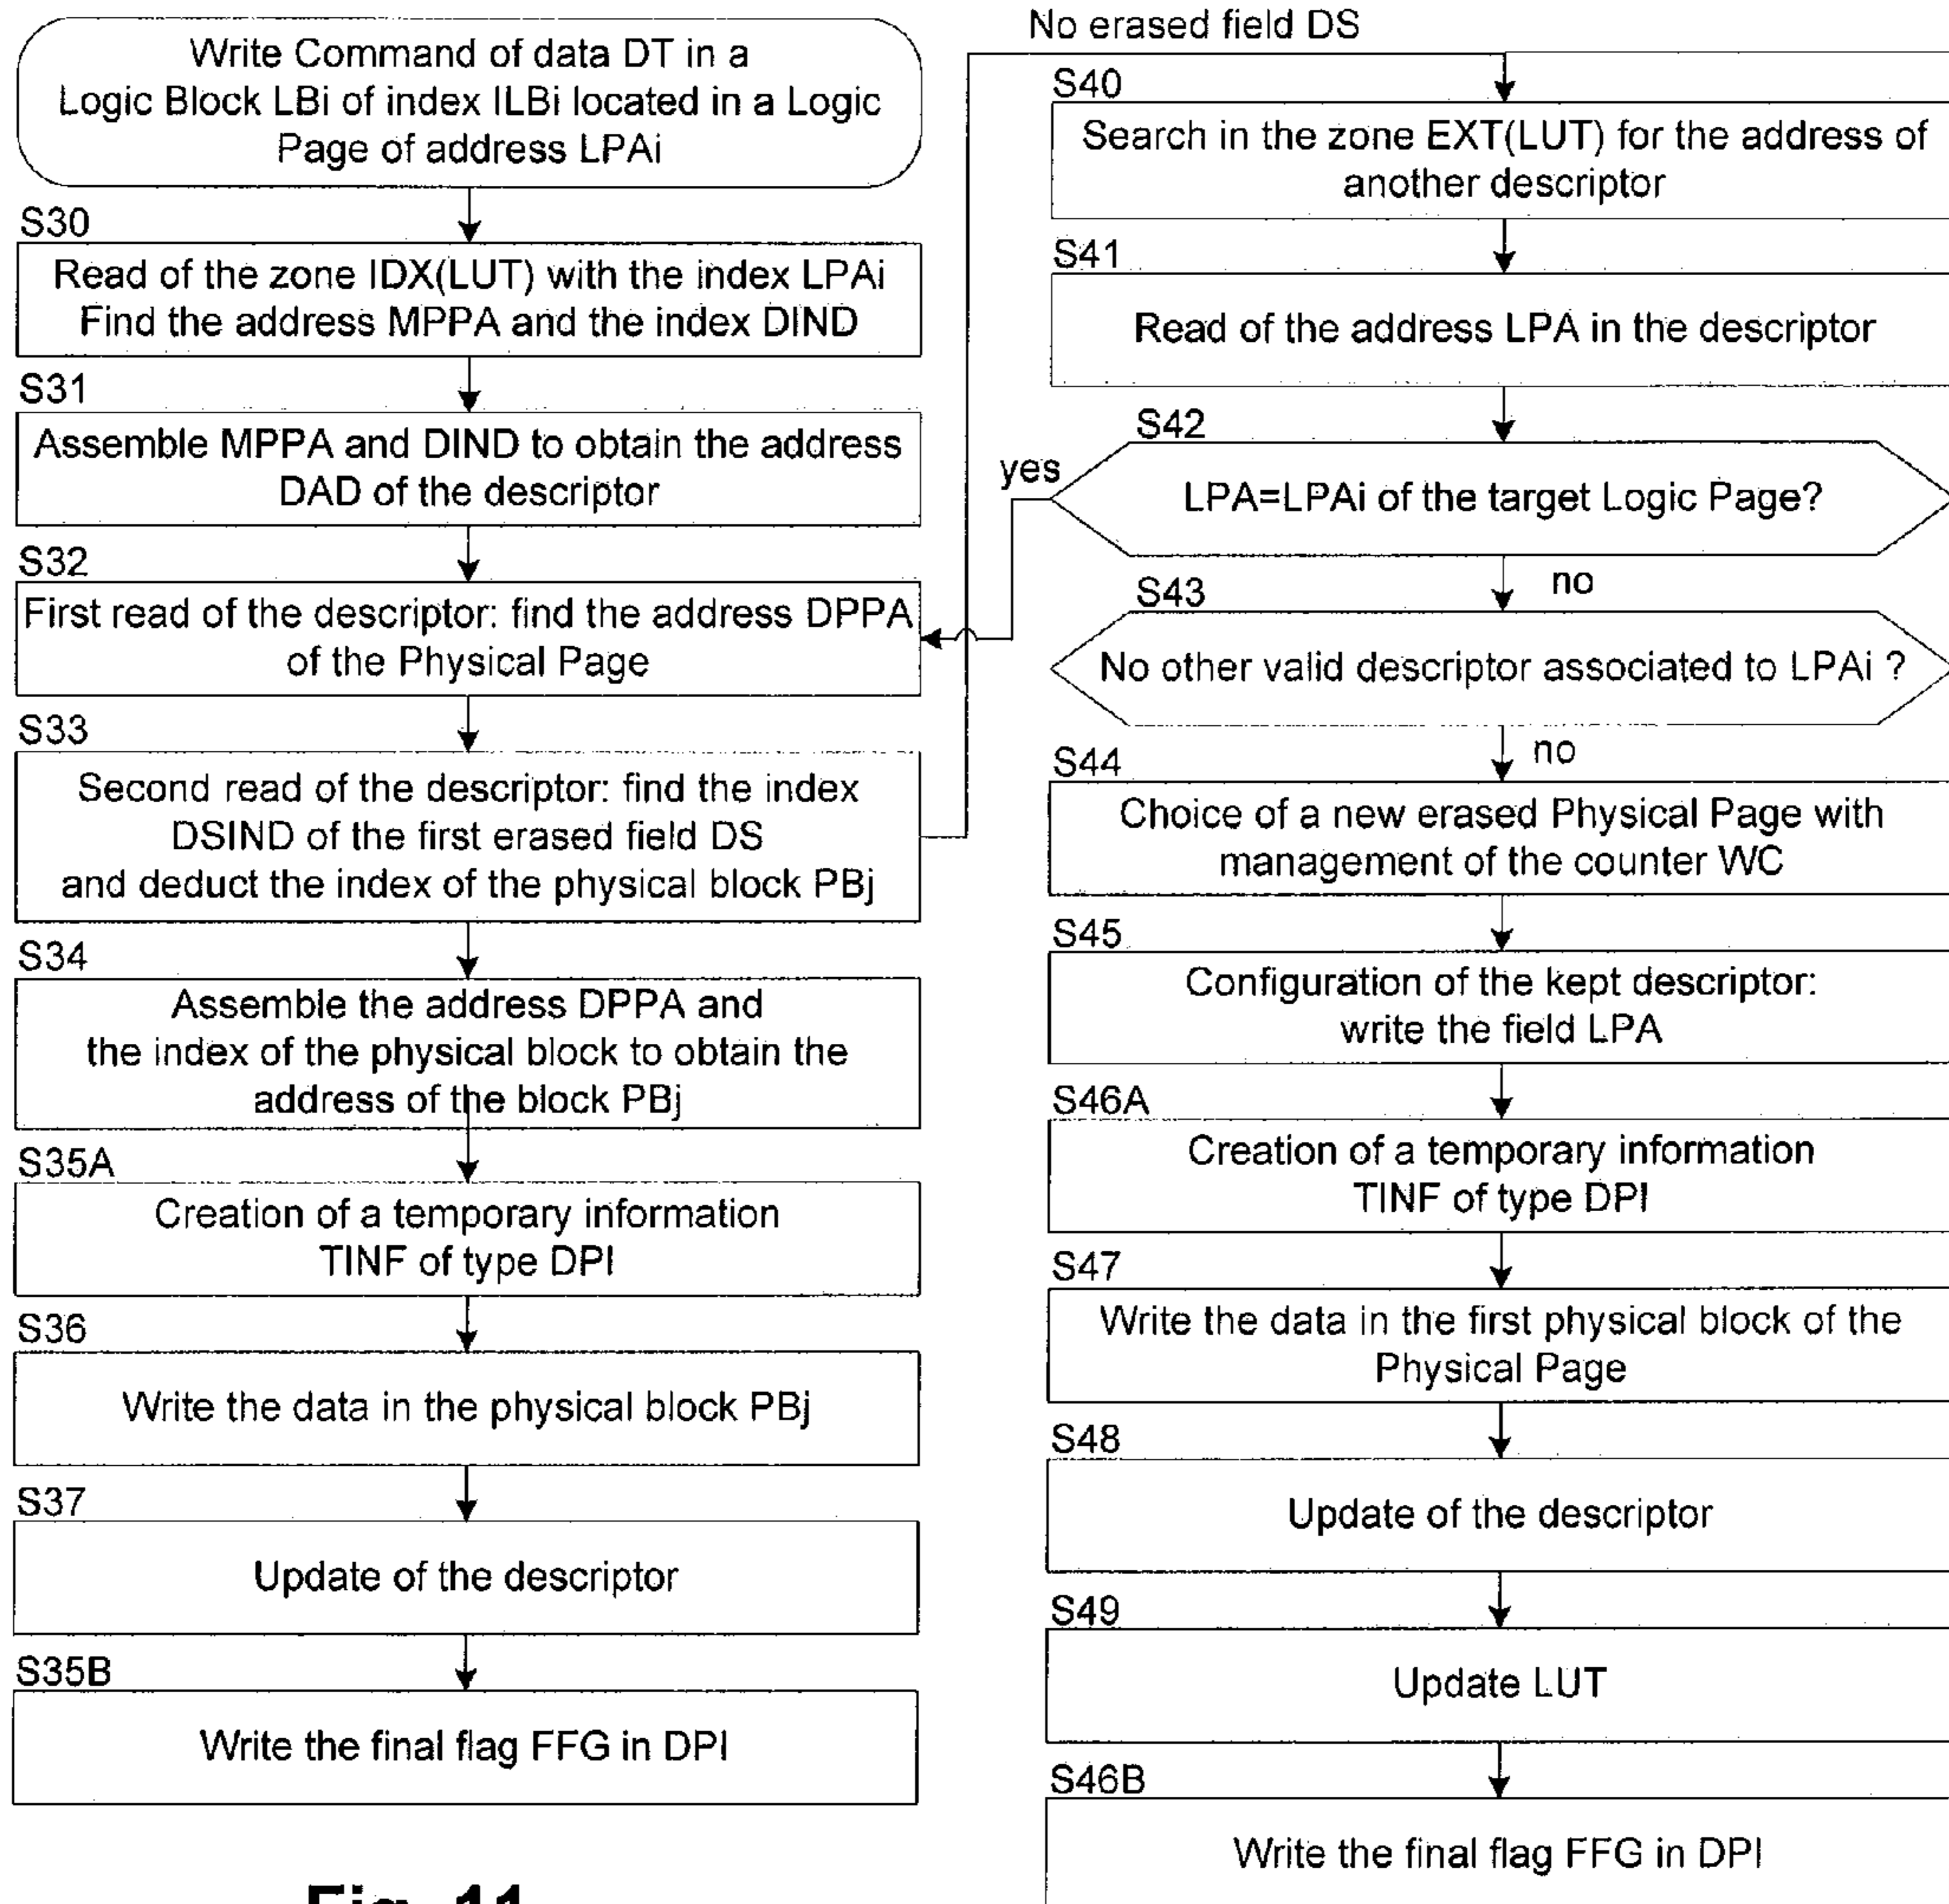 Write Command of data DT in a
Logic Block LBi of index ILBi located in a Logic
Page of address LPAi
S30
Read of the zone IDX(LUT) with the index LPAi
Find the address MPPA and the index DIND
S31
Assemble MPPA and DIND to obtain the address
DAD of the descriptor
S32
First read of the descriptor: find the address DPPA
of the Physical Page
S33
Second read of the descriptor: find the index
DSIND of the first erased field DS
and deduct the index of the physical block PBj
S34
Assemble the address DPPA and
the index of the physical block to obtain the
address of the block PBj
S35A
Creation of a temporary information
TINF of type DPI
S36
Write the data in the physical block PBj
S37
Update of the descriptor
S35B
Write the final flag FFG in DPI
No erased field DS
S40
Search in the zone EXT(LUT) for the address of
another descriptor
S41
Read of the address LPA in the descriptor
S42
yes
LPA=LPAi of the target Logic Page?
no
S43
No other valid descriptor associated to LPAi ?
no
S44
Choice of a new erased Physical Page with
management of the counter WC
S45
Configuration of the kept descriptor:
write the field LPA
S46A
Creation of a temporary information
TINF of type DPI
S47
Write the data in the first physical block of the
Physical Page
S48
Update of the descriptor
S49
Update LUT
S46B
Write the final flag FFG in DPI
Fig. 11